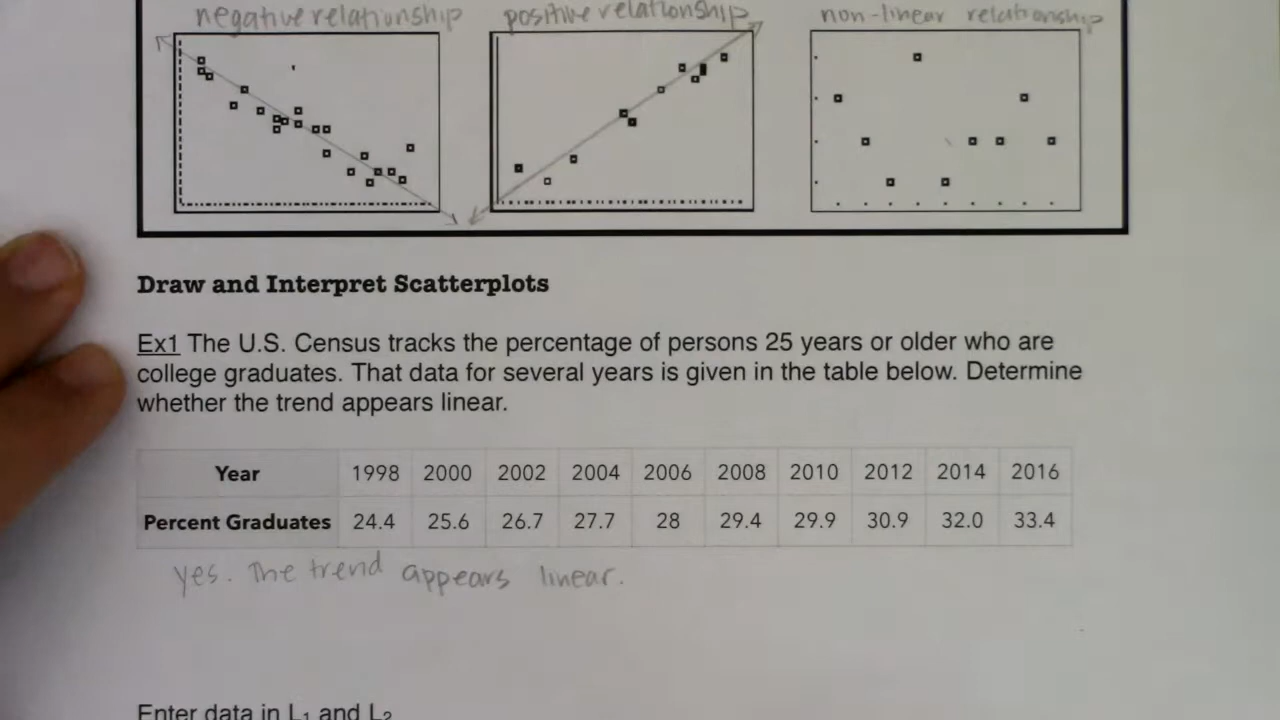 negative relationship positive relationship non-linear relationship
Draw and Interpret Scatterplots
Ex1 The U.S. Census tracks the percentage of persons 25 years or older who are
college graduates. That data for several years is given in the table below. Determine
whether the trend appears linear.
Year 1998 2000 2002 2004 2006 2008 2010 2012 2014 2016
Percent Graduates 24.4 25.6 26.7 27.7 28 29.4 29.9 30.9 32.0 33.4
yes. The trend appears linear.
Enter data in L₁ and L₂